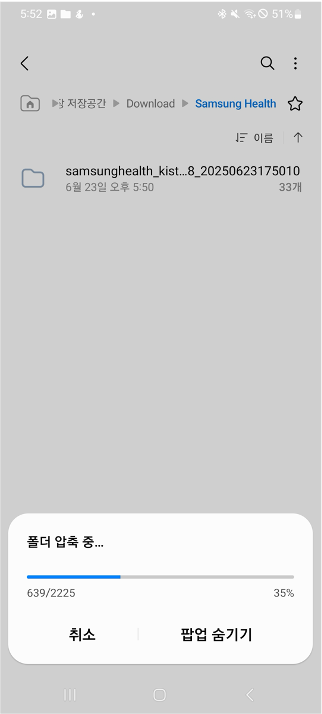 5:52 51%
장 저장공간 Download Samsung Health
이름
samsunghealth_kist...8_20250623175010
6월 23일 오후 5:50 33개
폴더 압축 중...
639/2225 35%
취소 팝업 숨기기